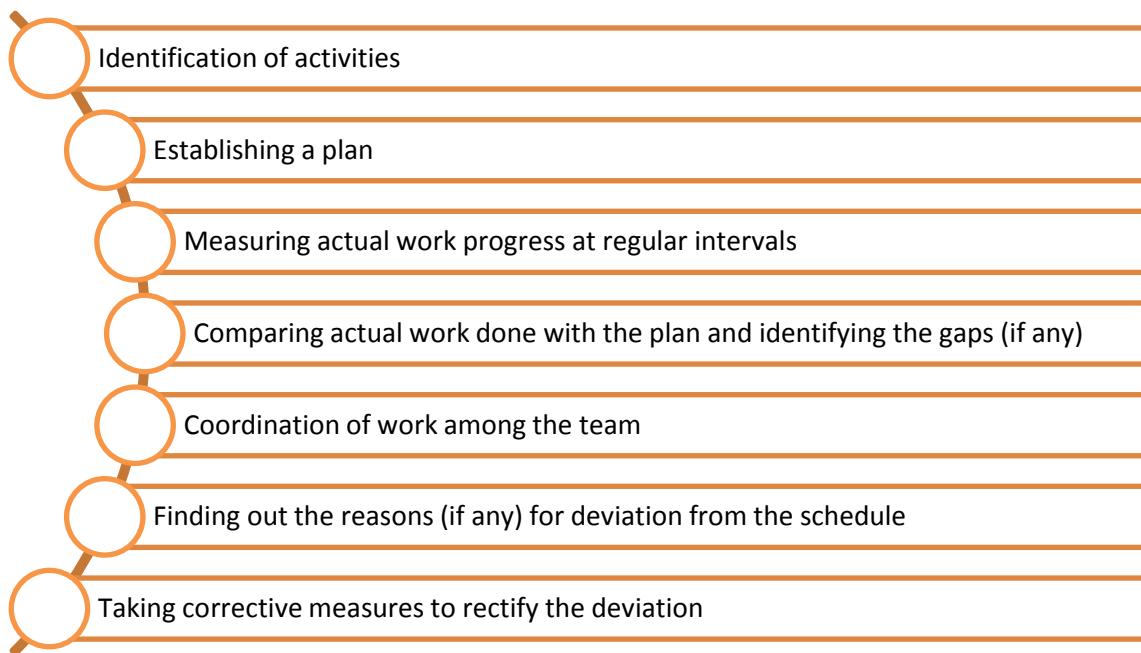 Identification of activities
Establishing a plan
Measuring actual work progress at regular intervals
Comparing actual work done with the plan and identifying the gaps (if any)
Coordination of work among the team
Finding out the reasons (if any) for deviation from the schedule
Taking corrective measures to rectify the deviation